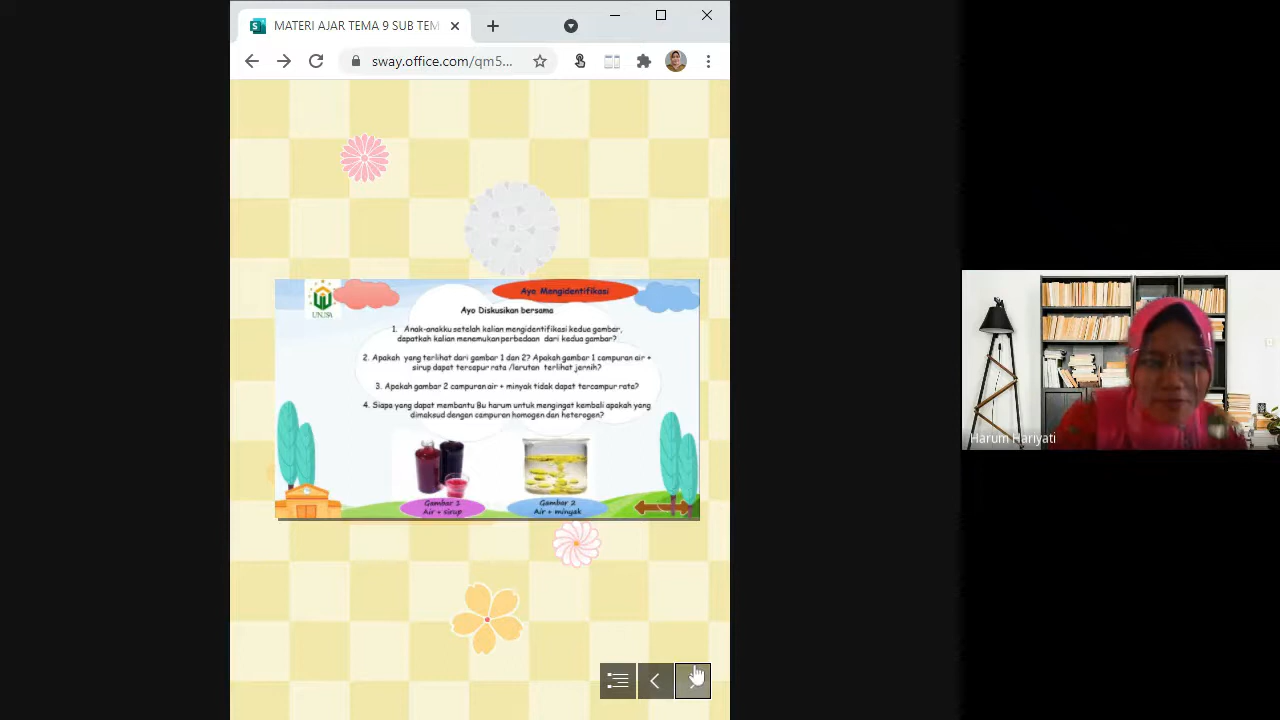 MATERI AJAR TEMA 9 SUB TEM
sway.office.com/qm5...
UNUSA
Ayo Mengidentifikasi
Ayo Diskusikan bersama
1. Anak-anakku setelah kalian mengidentifikasi kedua gambar,
dapatkah kalian menemukan perbedaan dari kedua gambar?
2. Apakah yang terlihat dari gambar 1 dan 2? Apakah gambar 1 campuran air +
sirup dapat tercapur rata /lerutan terlihat jernih?
3. Apakah gambar 2 campuran air + minyak tidak dapat tercampur rata?
4. Siapa yang dapat membantu Bu harum untuk mengingat kembali apakah yang
dimaksud dengan campuran homogen dan heterogen?
Gambar 1
Air + sirup
Gambar 2
Air + minyak
Harum Hariyati